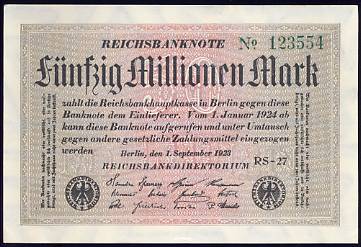 REICHSBANKNOTE
No 123554
Fünfzig Millionen Mark
zahlt die Reichsbankhauptkasse in Berlin gegen diese
Banknote dem Einlieferer. Vom 1. Januar 1924 ab
kann diese Banknote aufgerufen und unter Umtausch
gegen andere gesetzliche Zahlungsmittel eingezogen
werden
Berlin, den 1. September 1923
RS-27
REICHSBANKDIREKTORIUM